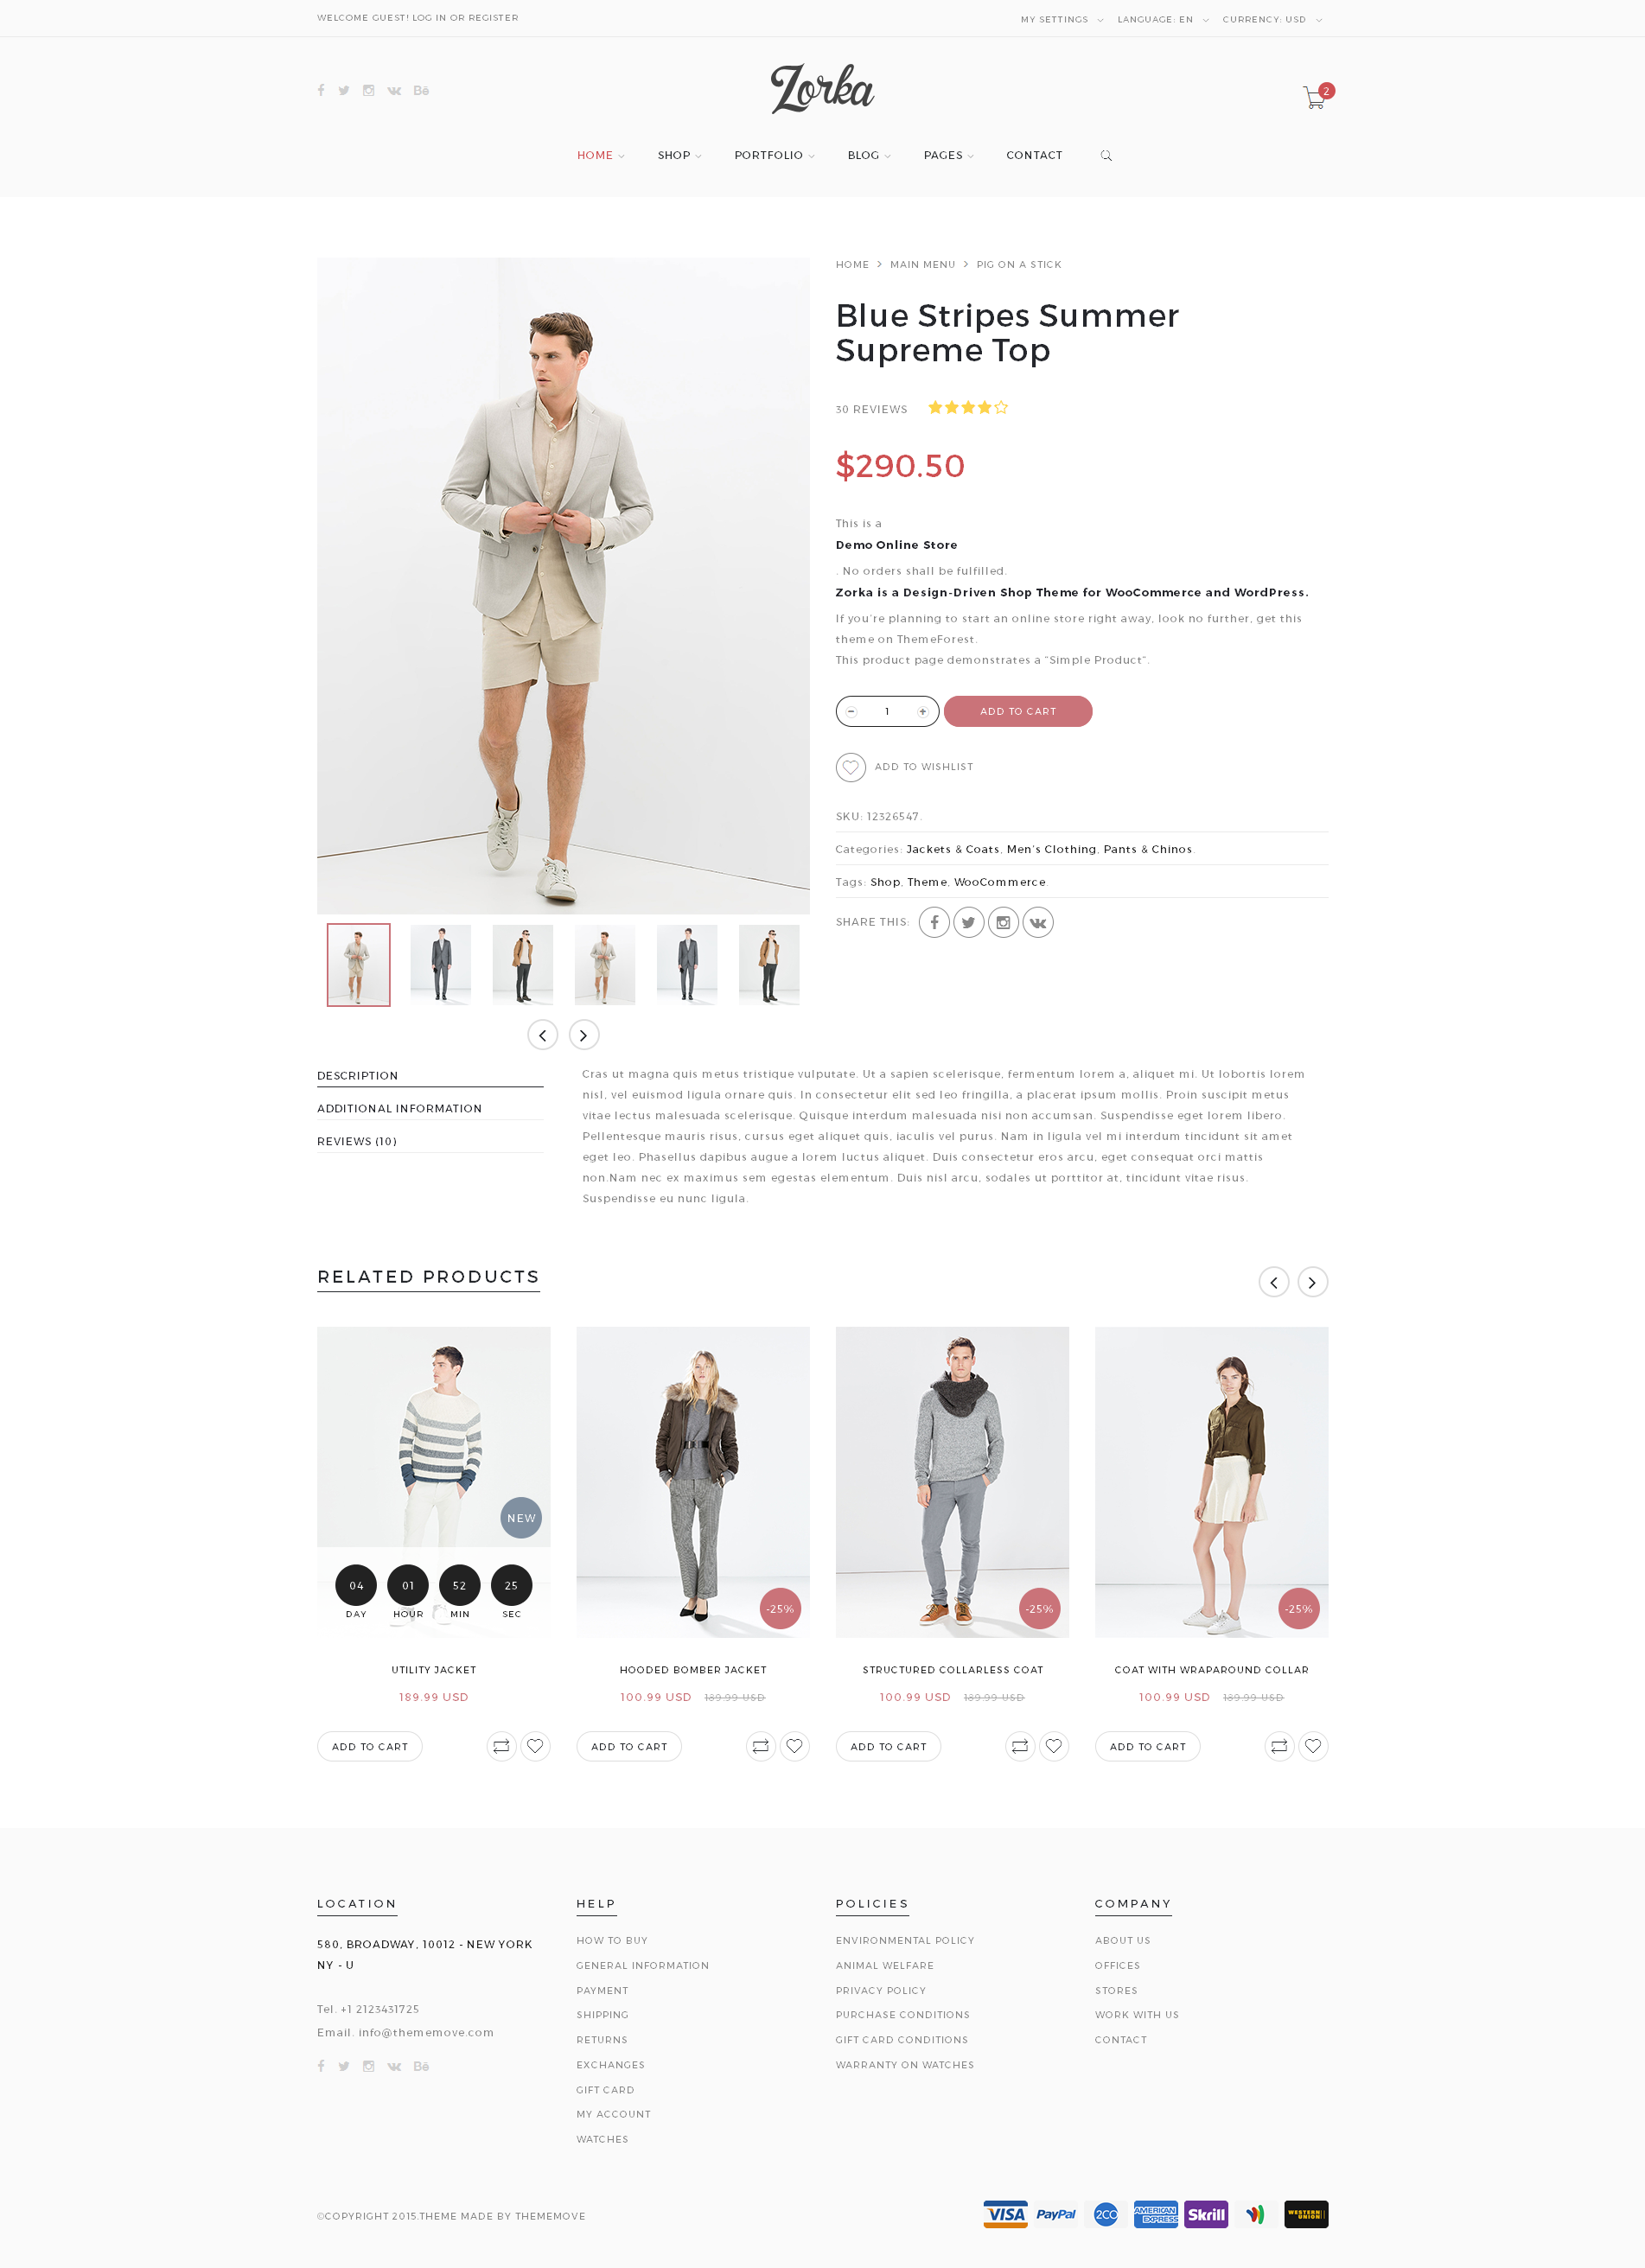 WELCOME GUEST! LOG IN OR REGISTER
MY SETTINGS LANGUAGE: EN CURRENCY: USD
Zorka
2
HOME SHOP PORTFOLIO BLOG PAGES CONTACT
HOME > MAIN MENU > PIG ON A STICK
Blue Stripes Summer
Supreme Top
30 REVIEWS
$290.50
This is a
Demo Online Store
. No orders shall be fulfilled.
Zorka is a Design-Driven Shop Theme for WooCommerce and WordPress.
If you're planning to start an online store right away, look no further, get this
theme on ThemeForest.
This product page demonstrates a "Simple Product".
1 ADD TO CART
ADD TO WISHLIST
SKU: 12326547.
Categories: Jackets & Coats, Men's Clothing, Pants & Chinos.
Tags: Shop, Theme, WooCommerce
SHARE THIS:
DESCRIPTION
ADDITIONAL INFORMATION
REVIEWS (10)
Cras ut magna quis metus tristique vulputate. Ut a sapien scelerisque, fermentum lorem a, aliquet mi. Ut lobortis lorem
nisl, vel euismod ligula ornare quis. In consectetur elit sed leo fringilla, a placerat ipsum mollis. Proin suscipit metus
vitae lectus malesuada scelerisque. Quisque interdum malesuada nisi non accumsan. Suspendisse eget lorem libero.
Pellentesque mauris risus, cursus eget aliquet quis, iaculis vel purus. Nam in ligula vel mi interdum tincidunt sit amet
eget leo. Phasellus dapibus augue a lorem luctus aliquet. Duis consectetur eros arcu, eget consequat orci mattis
non.Nam nec ex maximus sem egestas elementum. Duis nisl arcu, sodales ut porttitor at, tincidunt vitae risus.
Suspendisse eu nunc ligula.
RELATED PRODUCTS
NEW
04 01 52 25
DAY HOUR MIN SEC
-25% -25% -25%
UTILITY JACKET HOODED BOMBER JACKET STRUCTURED COLLARLESS COAT COAT WITH WRAPAROUND COLLAR
189.99 USD 100.99 USD 139.99 USD 100.99 USD 139.99 USD 100.99 USD 139.99 USD
ADD TO CART ADD TO CART ADD TO CART ADD TO CART
LOCATION
580, BROADWAY, 10012 - NEW YORK
NY - U
Tel. +1 2123431725
Email. info@thememove.com
Bē
HELP
HOW TO BUY
GENERAL INFORMATION
PAYMENT
SHIPPING
RETURNS
EXCHANGES
GIFT CARD
MY ACCOUNT
WATCHES
POLICIES
ENVIRONMENTAL POLICY
ANIMAL WELFARE
PRIVACY POLICY
PURCHASE CONDITIONS
GIFT CARD CONDITIONS
WARRANTY ON WATCHES
COMPANY
ABOUT US
OFFICES
STORES
WORK WITH US
CONTACT
©COPYRIGHT 2015.THEME MADE BY THEMEMOVE
VISA PayPal 2CO AMERICAN EXPRESS Skrill WESTERN UNION